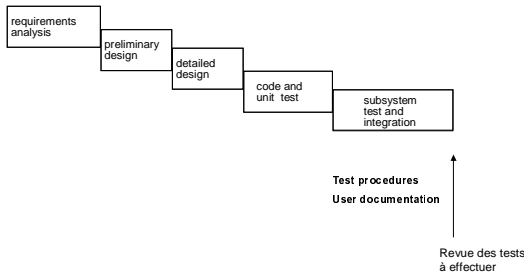 requirements
analysis
preliminary
design
detailed
design
code and
unit test
subsystem
test and
integration
Test procedures
User documentation
Revue des tests
à effectuer